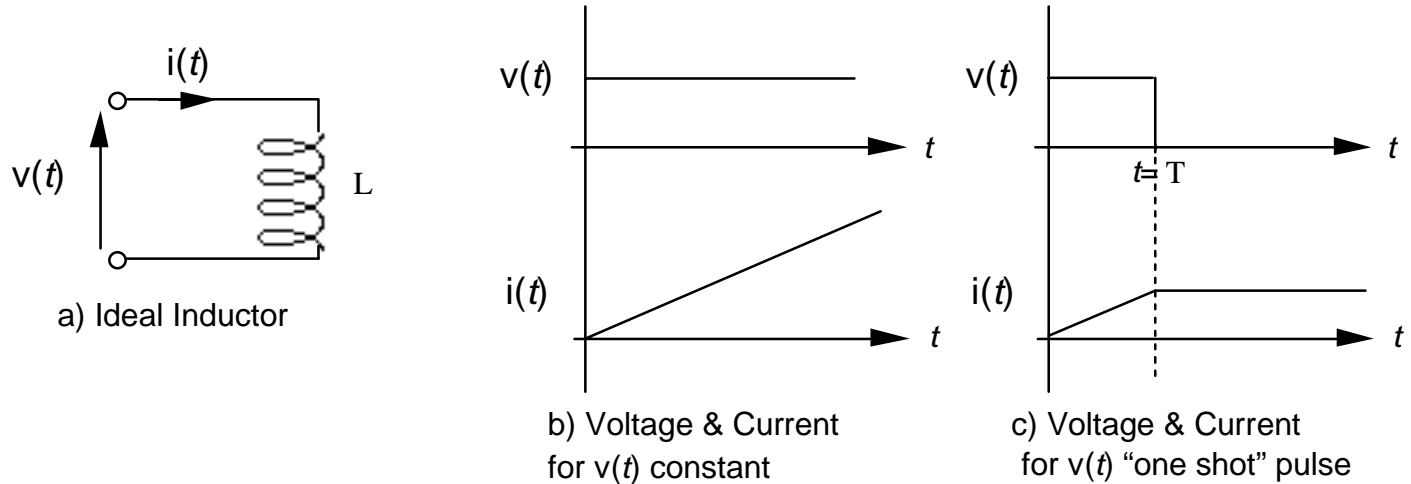 i(t)
v(t)
L
a) Ideal Inductor
v(t)
t
i(t)
t
b) Voltage & Current
for v(t) constant
v(t)
t
t= T
i(t)
t
c) Voltage & Current
for v(t) “one shot” pulse